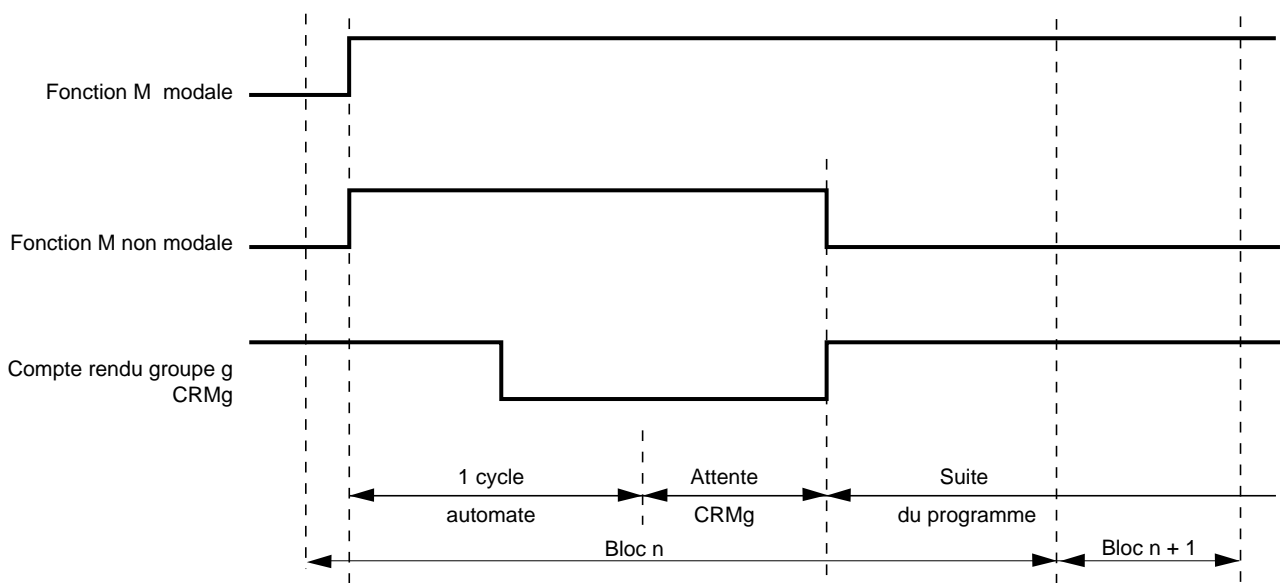 Fonction M modale
Fonction M non modale
Compte rendu groupe g
CRMg
1 cycle
automate
Attente
CRMg
Suite
du programme
Bloc n
Bloc n + 1